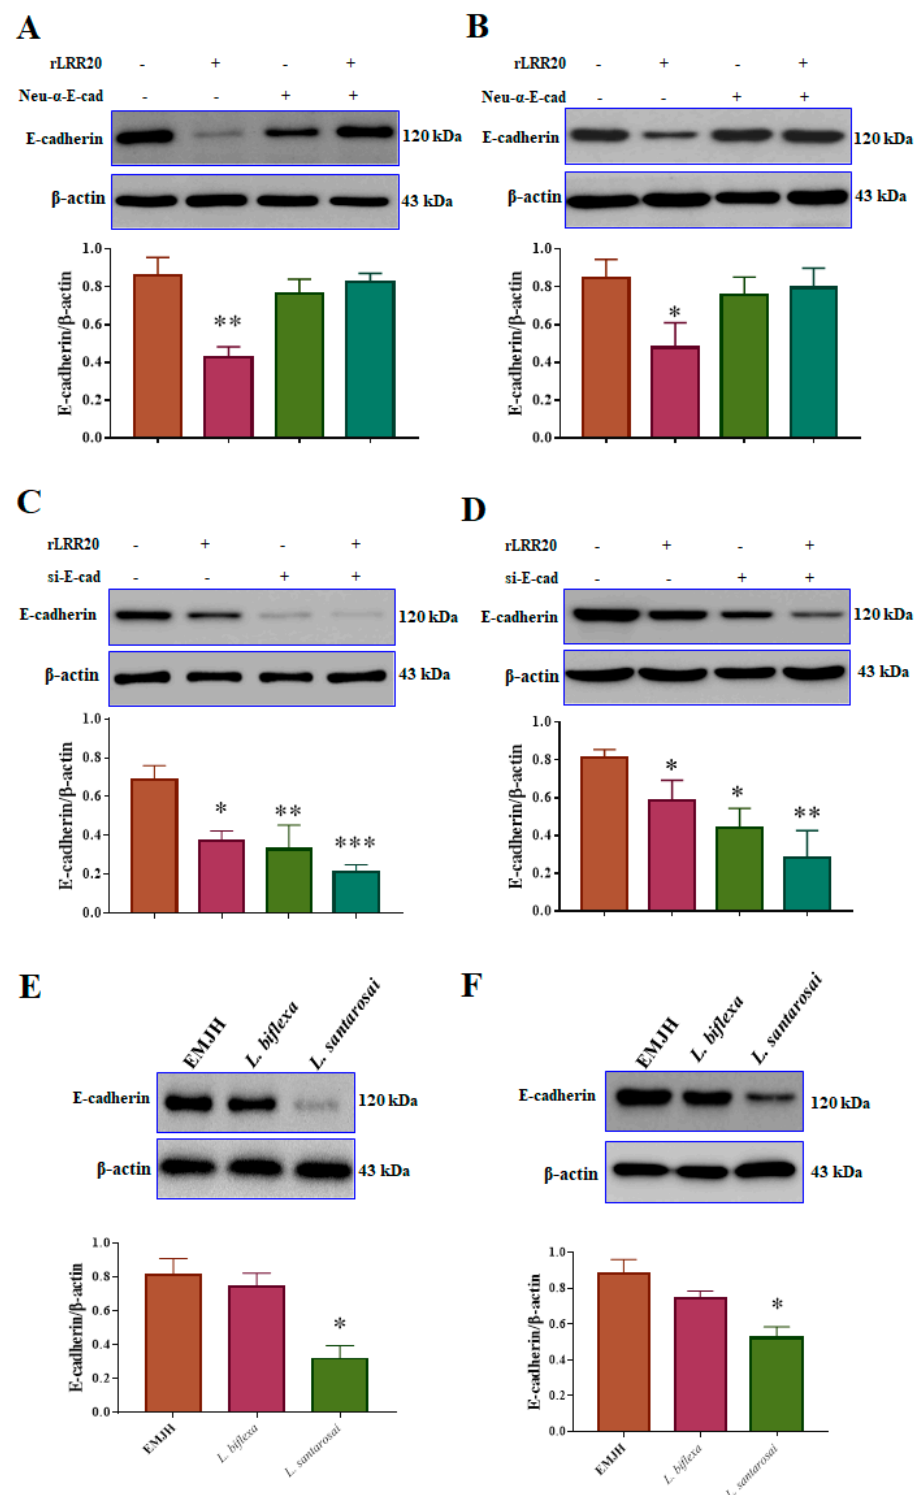 A
rLRR20 - + - +
Neu-α-E-cad - - + +
E-cadherin 120 kDa
β-actin 43 kDa
E-cadherin/β-actin
1.0
0.8
0.6
0.4
0.2
0.0
**
B
rLRR20 - + - +
Neu-α-E-cad - - + +
E-cadherin 120 kDa
β-actin 43 kDa
E-cadherin/β-actin
1.0
0.8
0.6
0.4
0.2
0.0
*
C
rLRR20 - + - +
si-E-cad - - + +
E-cadherin 120 kDa
β-actin 43 kDa
E-cadherin/β-actin
1.0
0.8
0.6
0.4
0.2
0.0
* ** ***
D
rLRR20 - + - +
si-E-cad - - + +
E-cadherin 120 kDa
β-actin 43 kDa
E-cadherin/β-actin
1.0
0.8
0.6
0.4
0.2
0.0
* * **
E
EMJH L. biflexa L. santarosai
E-cadherin 120 kDa
β-actin 43 kDa
E-cadherin/β-actin
1.0
0.8
0.6
0.4
0.2
0.0
*
EMJH L. biflexa L. santarosai
F
EMJH L. biflexa L. santarosai
E-cadherin 120 kDa
β-actin 43 kDa
E-cadherin/β-actin
1.0
0.8
0.6
0.4
0.2
0.0
*
EMJH L. biflexa L. santarosai